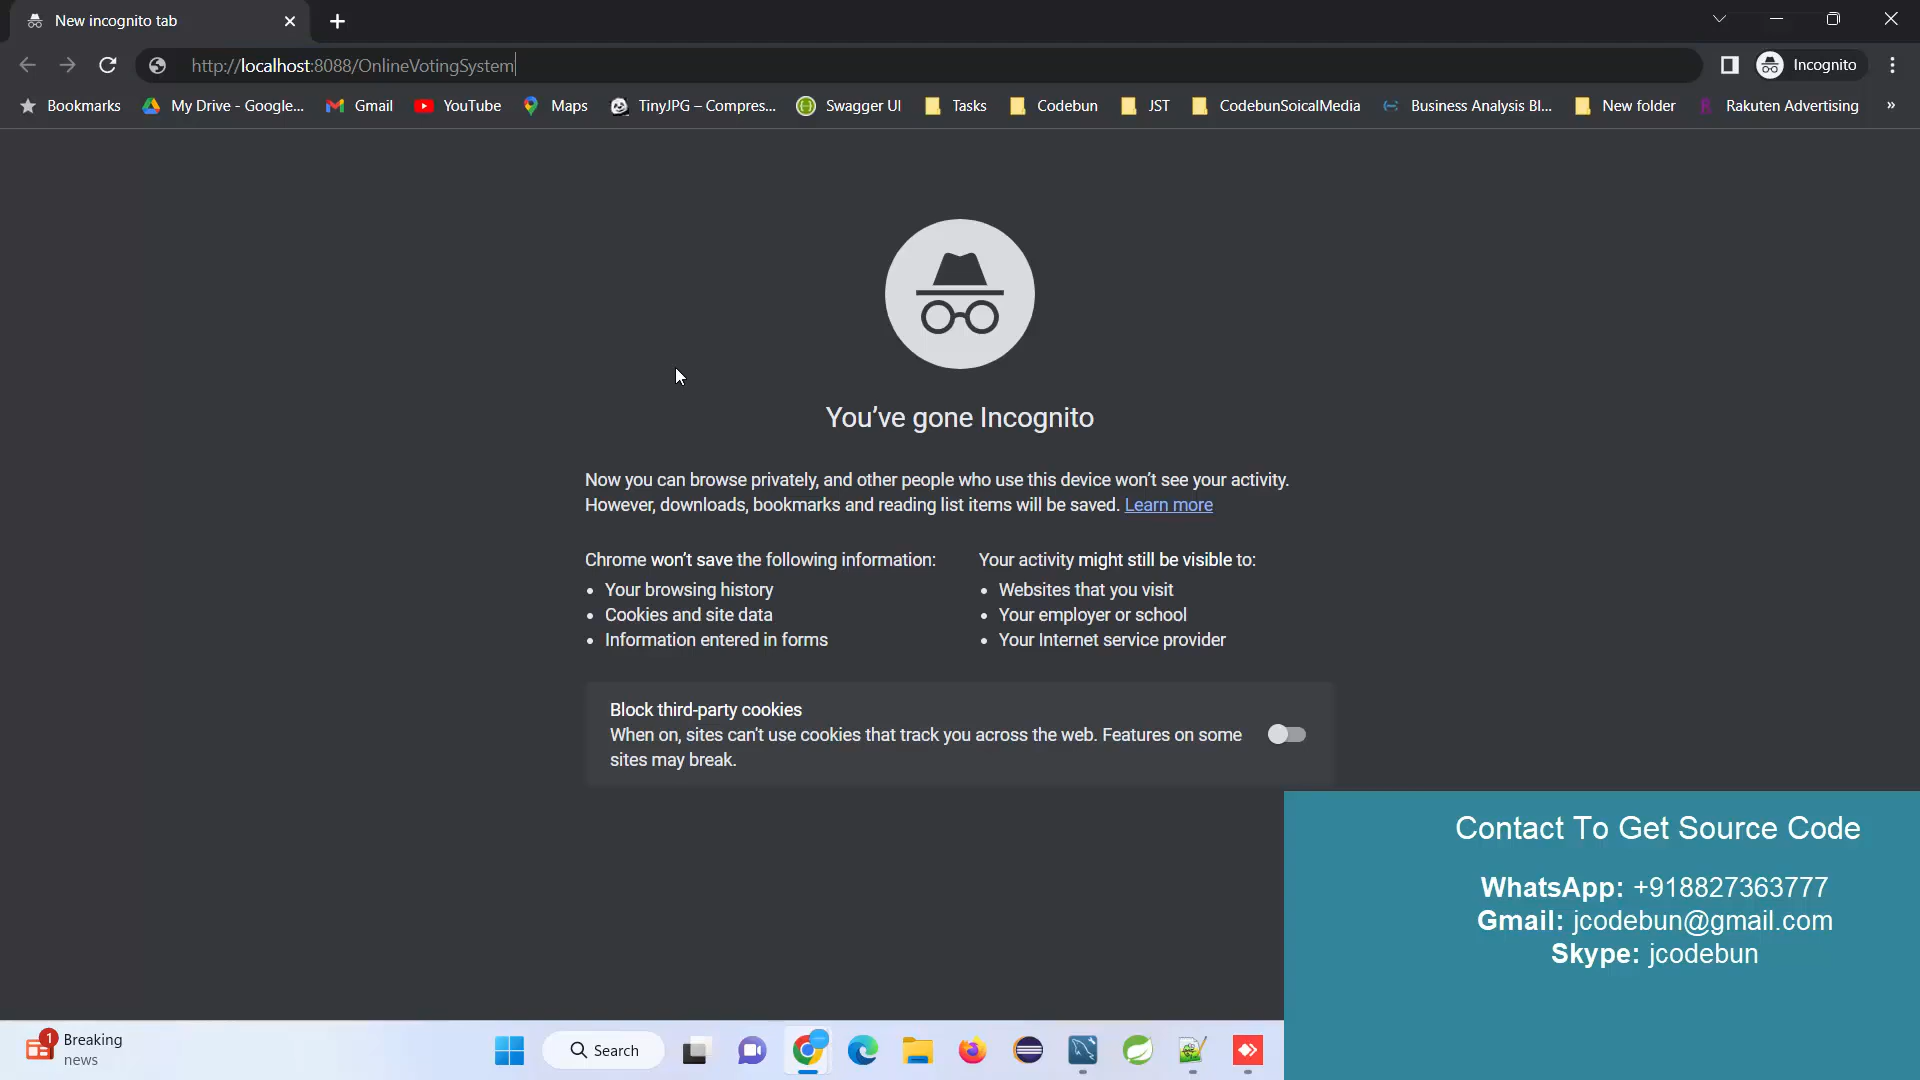 New incognito tab
http://localhost:8088/OnlineVotingSystem
Incognito
Bookmarks
My Drive - Google...
Gmail
YouTube
Maps
TinyJPG – Compres...
Swagger UI
Tasks
Codebun
JST
CodebunSoicalMedia
Business Analysis Bl...
New folder
Rakuten Advertising
»
You've gone Incognito
Now you can browse privately, and other people who use this device won't see your activity.
However, downloads, bookmarks and reading list items will be saved. Learn more
Chrome won't save the following information:
• Your browsing history
• Cookies and site data
• Information entered in forms
Your activity might still be visible to:
• Websites that you visit
• Your employer or school
• Your Internet service provider
Block third-party cookies
When on, sites can't use cookies that track you across the web. Features on some
sites may break.
Contact To Get Source Code
WhatsApp: +918827363777
Gmail: jcodebun@gmail.com
Skype: jcodebun
1
Breaking
news
Search